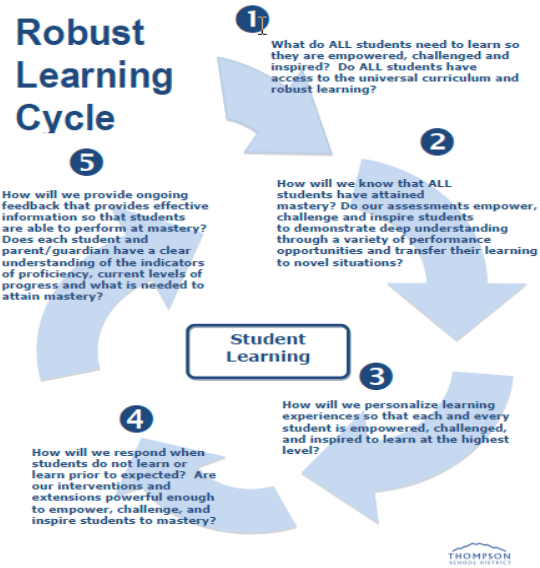 Robust
Learning
Cycle
1
What do ALL students need to learn so
they are empowered, challenged and
inspired? Do ALL students have
access to the universal curriculum and
robust learning?
2
How will we know that ALL
students have attained
mastery? Do our assessments empower,
challenge and inspire students
to demonstrate deep understanding
through a variety of performance
opportunities and transfer their learning
to novel situations?
3
How will we personalize learning
experiences so that each and every
student is empowered, challenged,
and inspired to learn at the highest
level?
4
How will we respond when
students do not learn or
learn prior to expected? Are
our interventions and
extensions powerful enough
to empower, challenge, and
inspire students to mastery?
5
How will we provide ongoing
feedback that provides effective
information so that students
are able to perform at mastery?
Does each student and
parent/guardian have a clear
understanding of the indicators
of proficiency, current levels of
progress and what is needed to
attain mastery?
Student
Learning
THOMPSON
SCHOOL DISTRICT